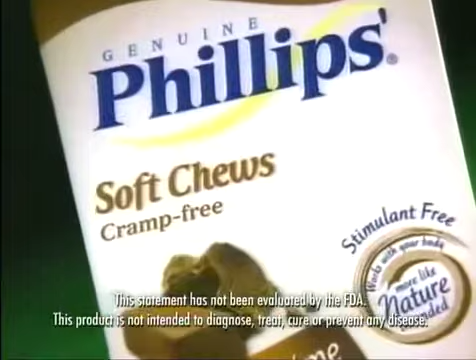 GENUINE
Phillips'®
Soft Chews
Cramp-free
Stimulant Free
Works with your body
more like
Nature
This statement has not been evaluated by the FDA.
This product is not intended to diagnose, treat, cure or prevent any disease.